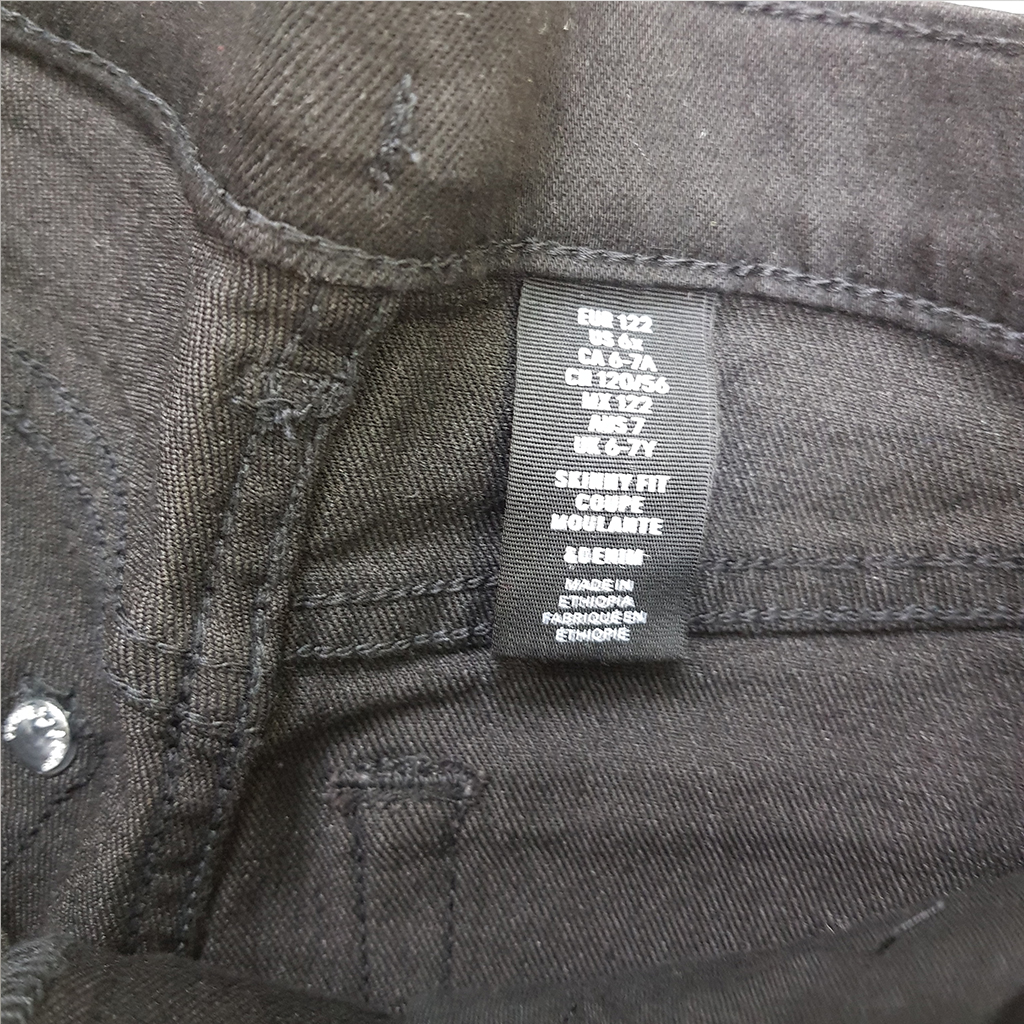 EUR 122
US 6x
CA 6-7A
CN 120/56
MX 122
AUS 7
UK 6-7Y
SKINNY FIT
COUPE
MOULANTE
&DENIM
MADE IN
ETHIOPIA
FABRIQUE EN
ETHIOPIE